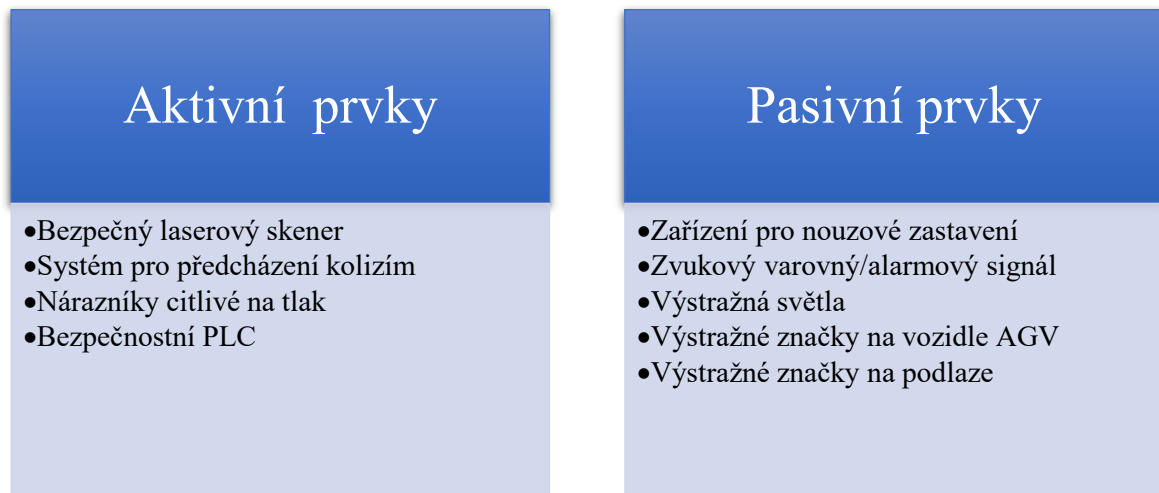 Aktivní prvky
•Bezpečný laserový skener
•Systém pro předcházení kolizím
•Nárazníky citlivé na tlak
•Bezpečnostní PLC
Pasivní prvky
•Zařízení pro nouzové zastavení
•Zvukový varovný/alarmový signál
•Výstražná světla
•Výstražné značky na vozidle AGV
•Výstražné značky na podlaze